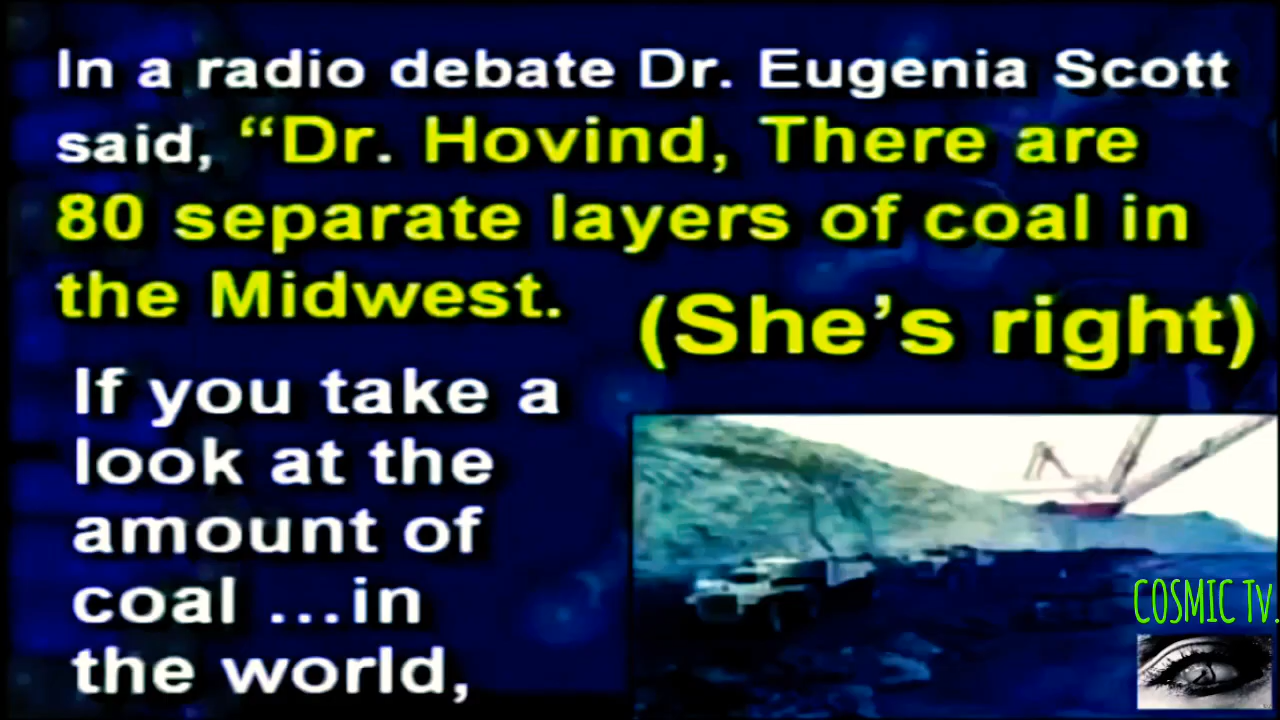 In a radio debate Dr. Eugenia Scott
said, “Dr. Hovind, There are
80 separate layers of coal in
the Midwest.
(She’s right)
If you take a
look at the
amount of
coal ...in
the world,
COSMIC Tv.